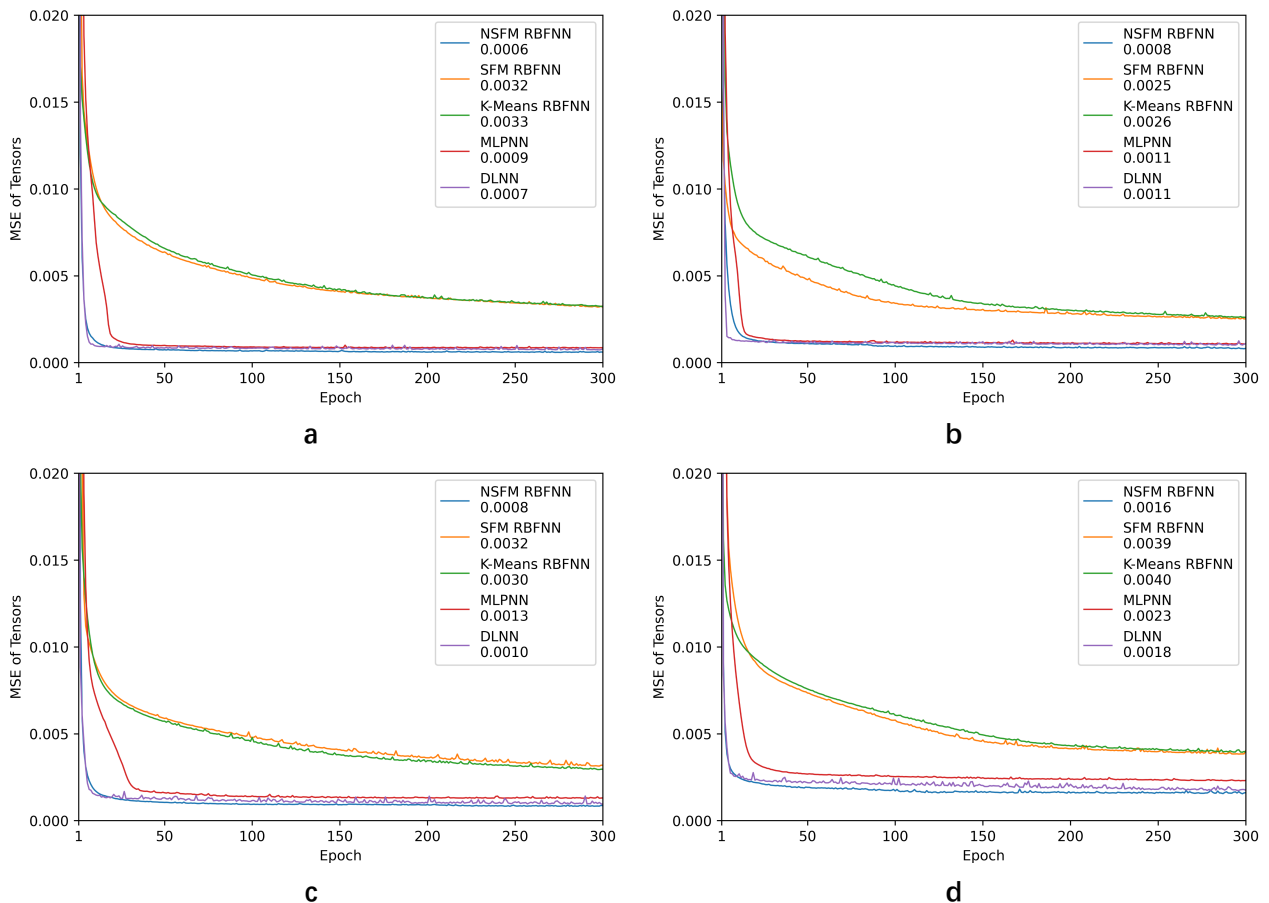 0.020
0.015
0.010
0.005
0.000
MSE of Tensors
1
50
100
150
200
250
300
Epoch
NSFM RBFNN
0.0006
SFM RBFNN
0.0032
K-Means RBFNN
0.0033
MLPNN
0.0009
DLNN
0.0007
a
0.020
0.015
0.010
0.005
0.000
MSE of Tensors
1
50
100
150
200
250
300
Epoch
NSFM RBFNN
0.0008
SFM RBFNN
0.0025
K-Means RBFNN
0.0026
MLPNN
0.0011
DLNN
0.0011
b
0.020
0.015
0.010
0.005
0.000
MSE of Tensors
1
50
100
150
200
250
300
Epoch
NSFM RBFNN
0.0008
SFM RBFNN
0.0032
K-Means RBFNN
0.0030
MLPNN
0.0013
DLNN
0.0010
c
0.020
0.015
0.010
0.005
0.000
MSE of Tensors
1
50
100
150
200
250
300
Epoch
NSFM RBFNN
0.0016
SFM RBFNN
0.0039
K-Means RBFNN
0.0040
MLPNN
0.0023
DLNN
0.0018
d